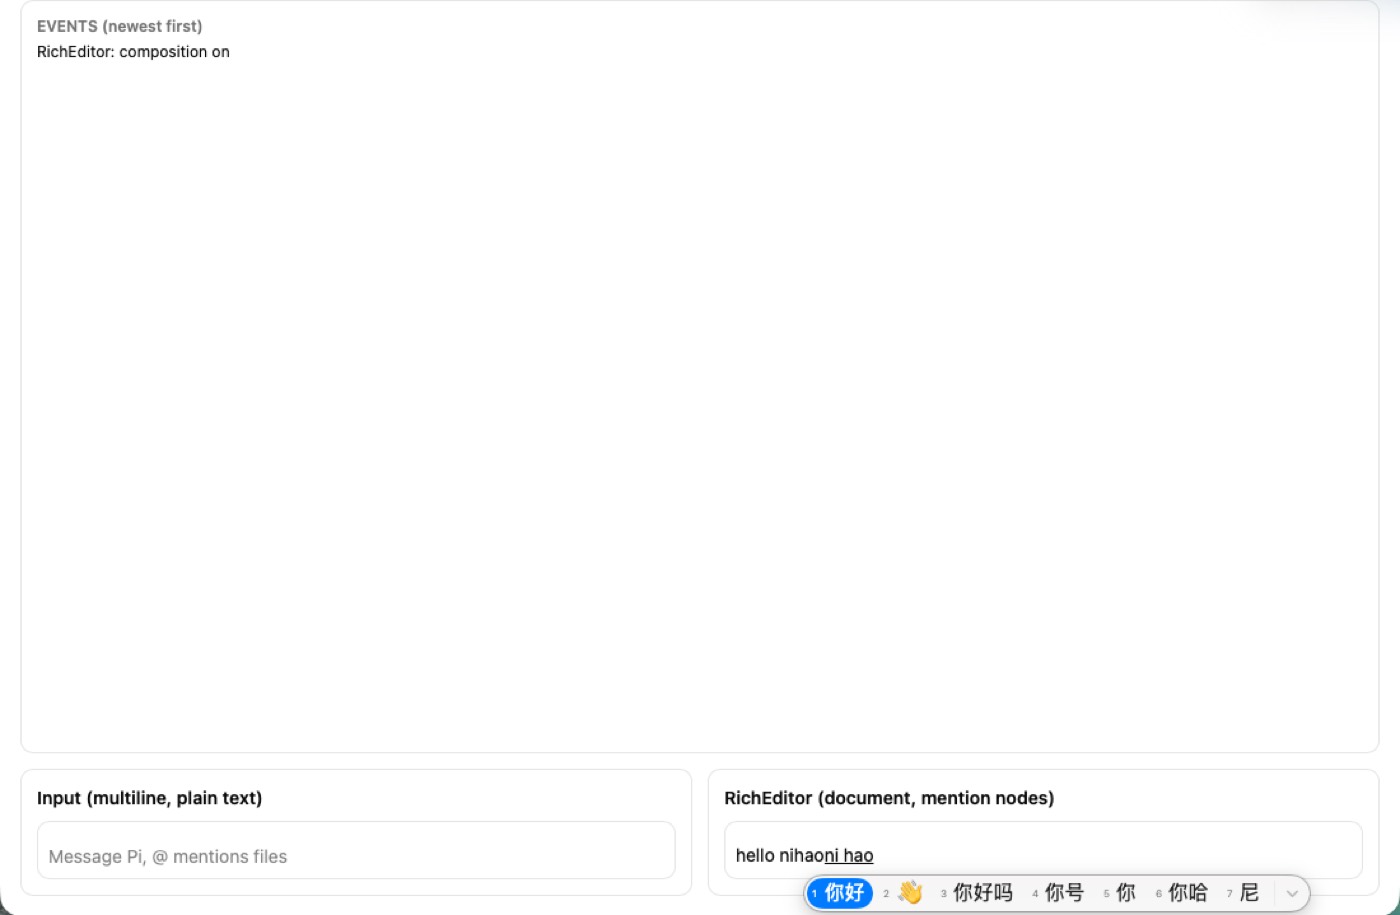 EVENTS (newest first)
RichEditor: composition on
Input (multiline, plain text)
Message Pi, @ mentions files
RichEditor (document, mention nodes)
hello nihaoni hao
1 你好 2 👋 3 你好吗 4 你号 5 你 6 你哈 7 尼